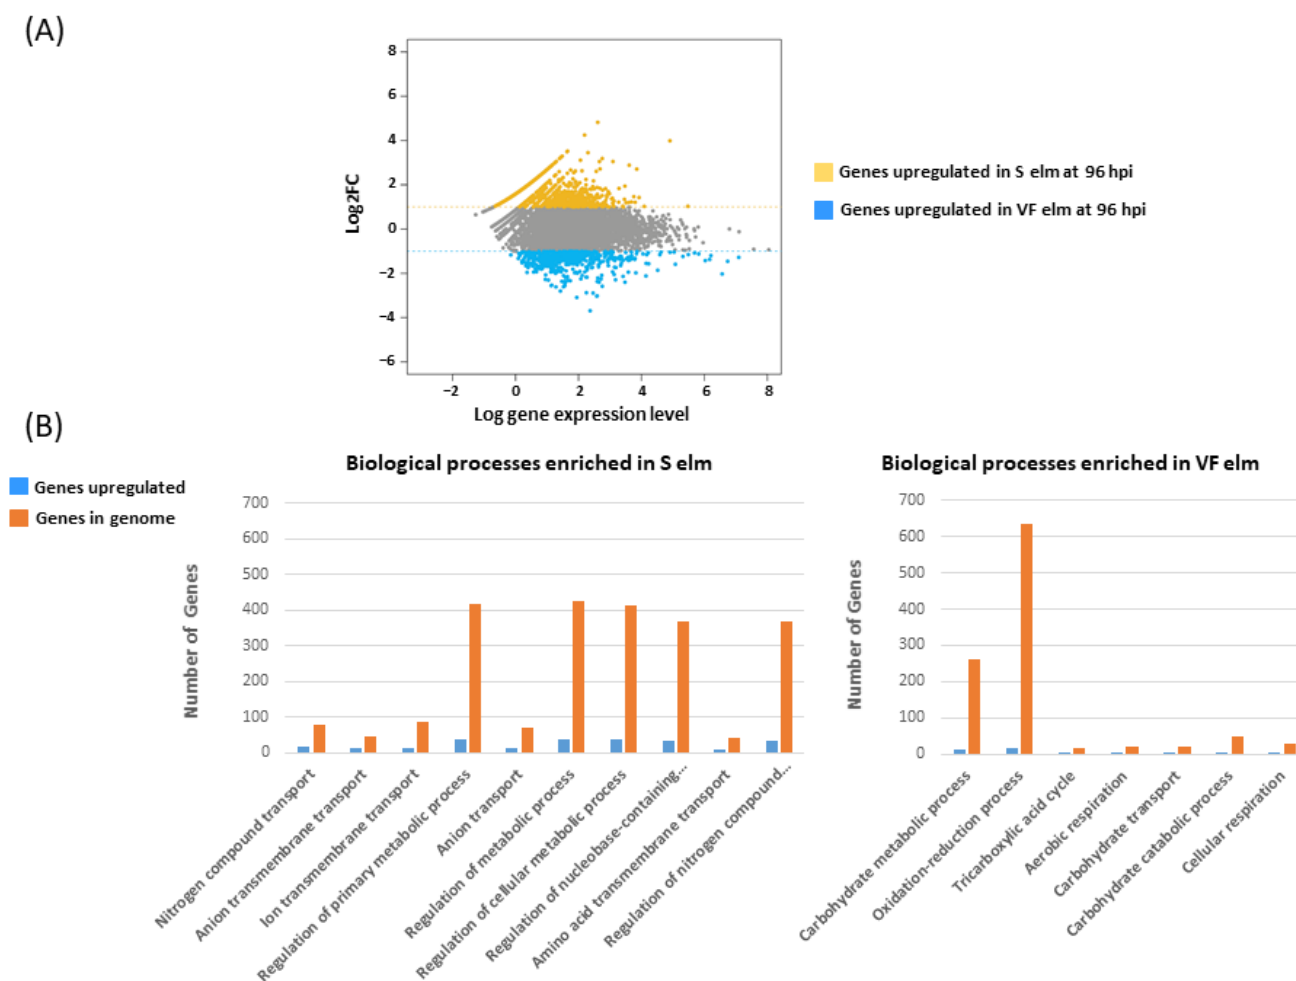 (A)
8
6
4
2
0
−2
−4
−6
Log2FC
−2 0 2 4 6 8
Log gene expression level
Genes upregulated in S elm at 96 hpi
Genes upregulated in VF elm at 96 hpi
(B)
Genes upregulated
Genes in genome
Biological processes enriched in S elm
700
600
500
400
300
200
100
0
Number of Genes
Nitrogen compound transport
Anion transmembrane transport
Ion transmembrane transport
Regulation of primary metabolic process
Anion transport
Regulation of metabolic process
Regulation of cellular metabolic process
Regulation of nucleobase-containing...
Amino acid transmembrane transport
Regulation of nitrogen compound...
Biological processes enriched in VF elm
700
600
500
400
300
200
100
0
Number of Genes
Carbohydrate metabolic process
Oxidation-reduction process
Tricarboxylic acid cycle
Aerobic respiration
Carbohydrate transport
Carbohydrate catabolic process
Cellular respiration